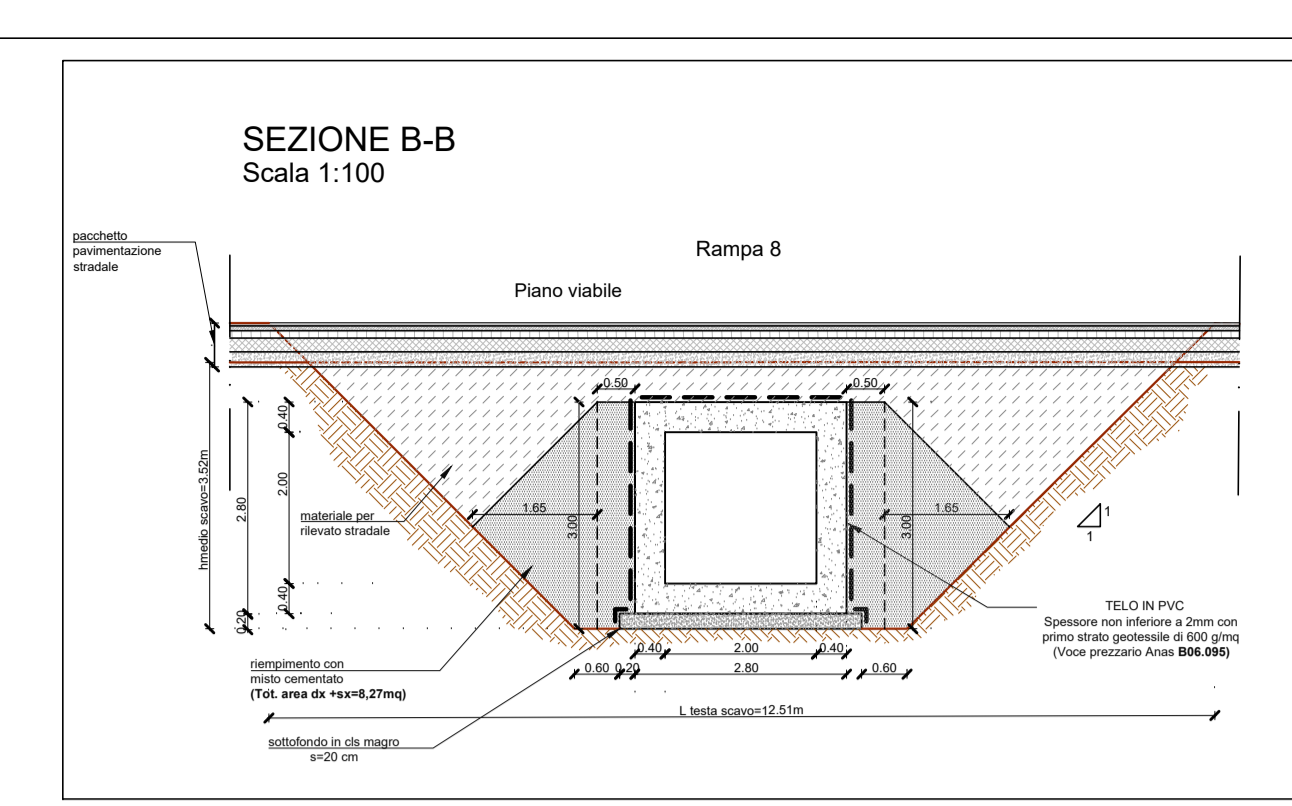 SEZIONE B-B
Scala 1:100
pacchetto
pavimentazione
stradale
Rampa 8
Piano viabile
0.50
0.50
0.40
2.00
0.40
2.80
0.20
hmedio scavo=3.52m
materiale per
rilevato stradale
1.65
3.00
1.65
3.00
1
1
TELO IN PVC
Spessore non inferiore a 2mm con
primo strato geotessile di 600 g/mq
(Voce prezzario Anas B06.095)
riempimento con
misto cementato
(Tot. area dx +sx=8,27mq)
0.40 2.00 0.40
0.60 0.20 2.80 0.60
L testa scavo=12.51m
sottofondo in cls magro
s=20 cm